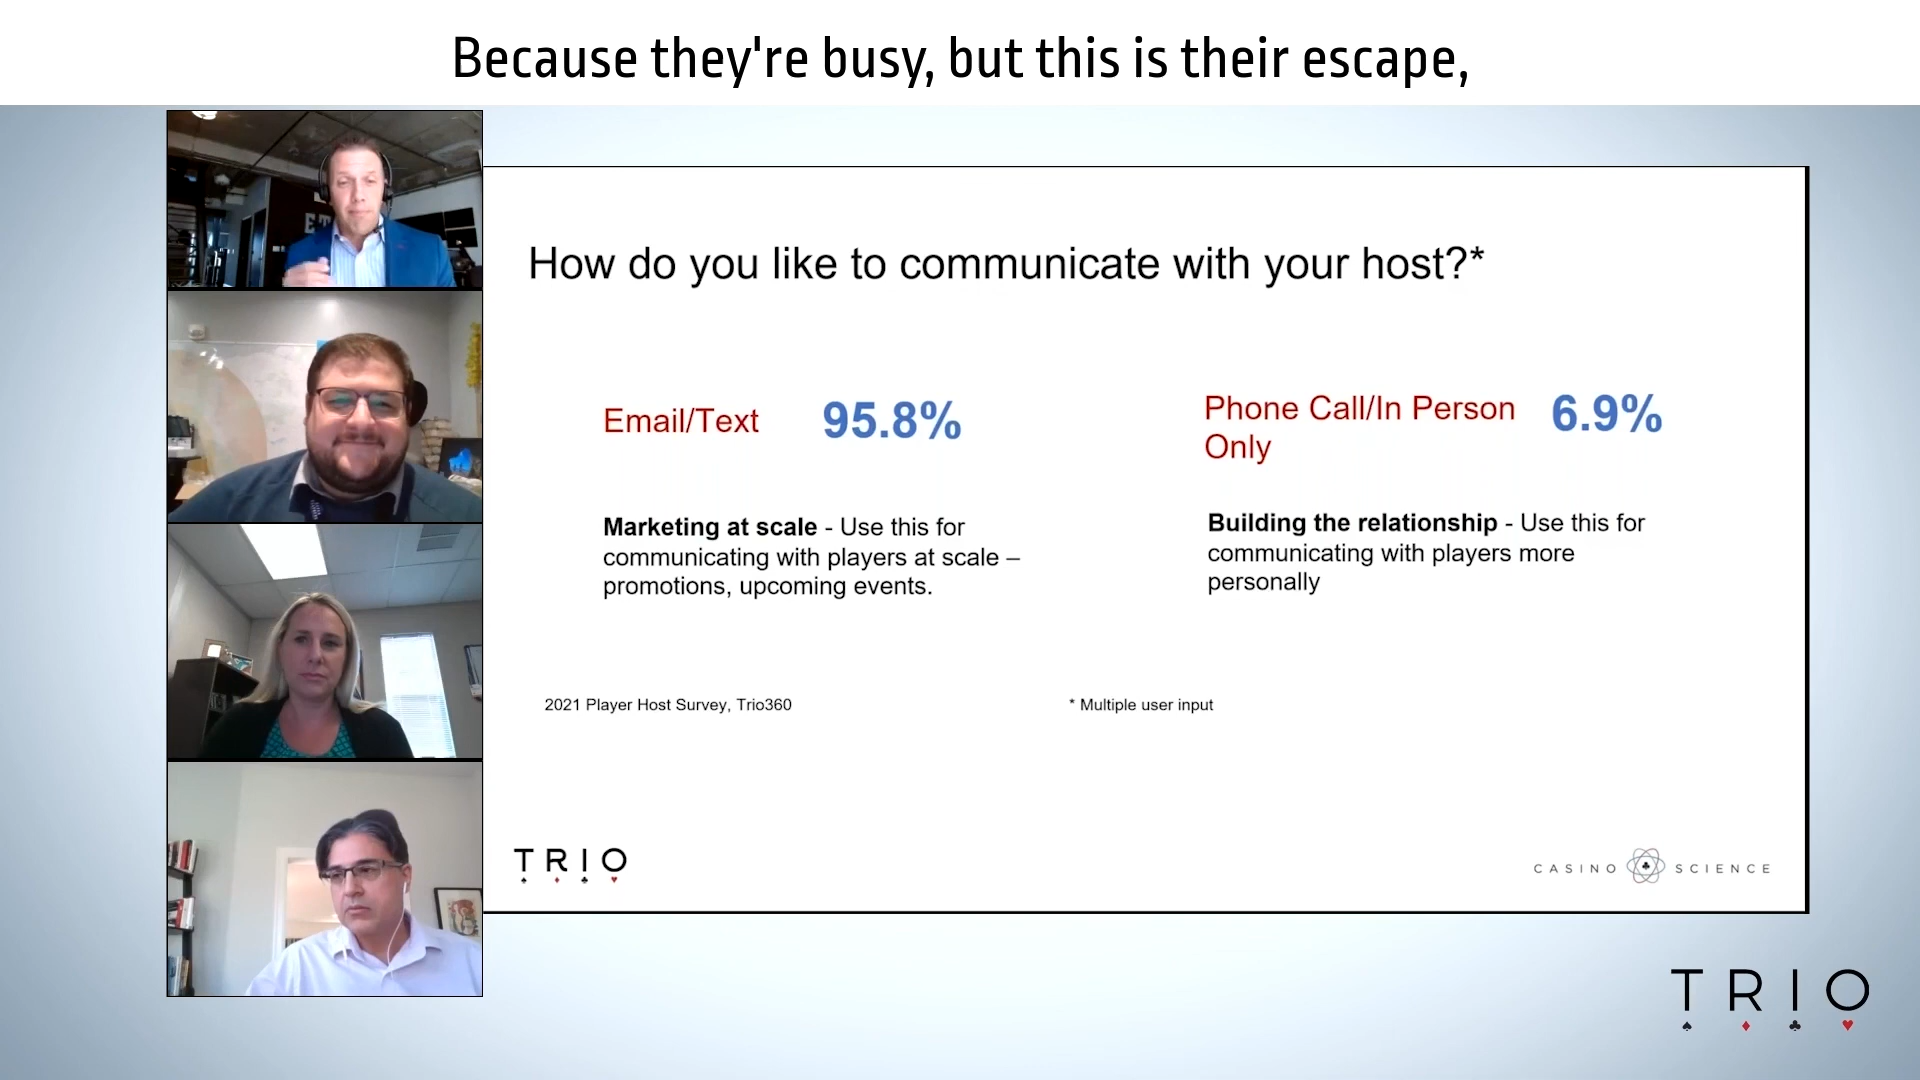 Because they're busy, but this is their escape,
ET
How do you like to communicate with your host?*
Email/Text 95.8%
Phone Call/In Person 6.9%
Only
Marketing at scale - Use this for
communicating with players at scale –
promotions, upcoming events.
Building the relationship - Use this for
communicating with players more
personally
2021 Player Host Survey, Trio360
* Multiple user input
TRIO
CASINO SCIENCE
TRIO